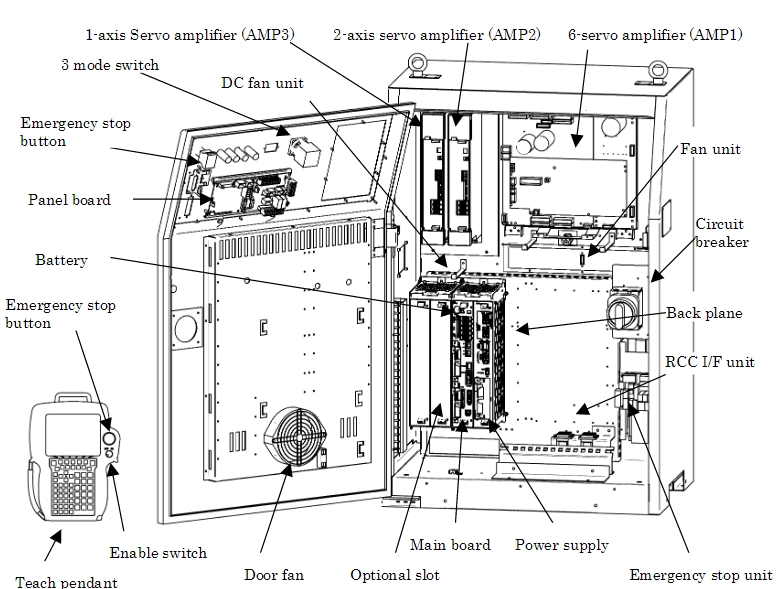 1-axis Servo amplifier (AMP3)
2-axis servo amplifier (AMP2)
6-servo amplifier (AMP1)
3 mode switch
DC fan unit
Emergency stop
button
Fan unit
Panel board
Circuit
breaker
Battery
Emergency stop
button
Back plane
RCC I/F unit
Enable switch
Main board
Power supply
Teach pendant
Door fan
Optional slot
Emergency stop unit